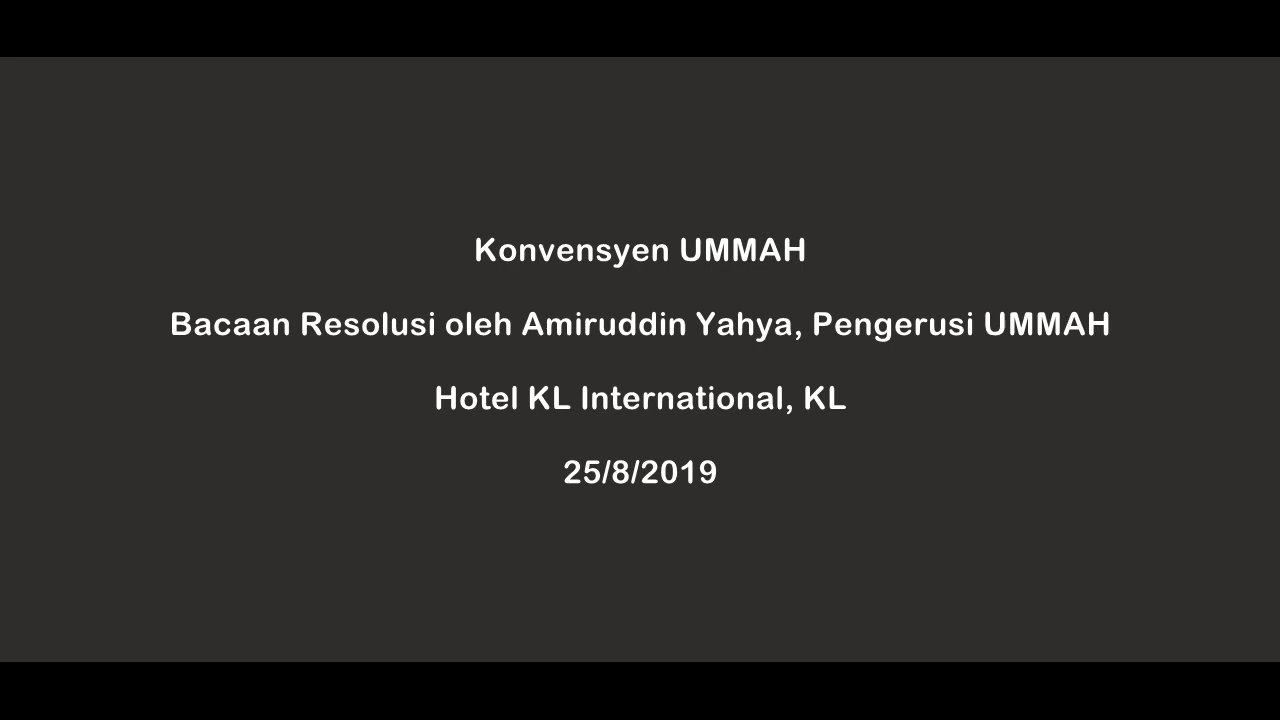 Konvensyen UMMAH
Bacaan Resolusi oleh Amiruddin Yahya, Pengerusi UMMAH
Hotel KL International, KL
25/8/2019